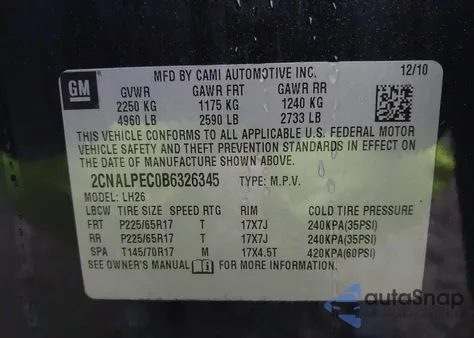 MFD BY CAMI AUTOMOTIVE INC. 12/10
GM
GVWR GAWR FRT GAWR RR
2250 KG 1175 KG 1240 KG
4960 LB 2590 LB 2733 LB
THIS VEHICLE CONFORMS TO ALL APPLICABLE U.S. FEDERAL MOTOR
VEHICLE SAFETY AND THEFT PREVENTION STANDARDS IN EFFECT ON
THE DATE OF MANUFACTURE SHOWN ABOVE.
2CNALPEC0B6326345 TYPE: M.P.V.
MODEL: LH26
LBCW TIRE SIZE SPEED RTG RIM COLD TIRE PRESSURE
FRT P225/65R17 T 17X7J 240KPA(35PSI)
RR P225/65R17 T 17X7J 240KPA(35PSI)
SPA T145/70R17 M 17X4.5T 420KPA(60PSI)
SEE OWNER'S MANUAL FOR MORE INFORMATION.
autaSnap